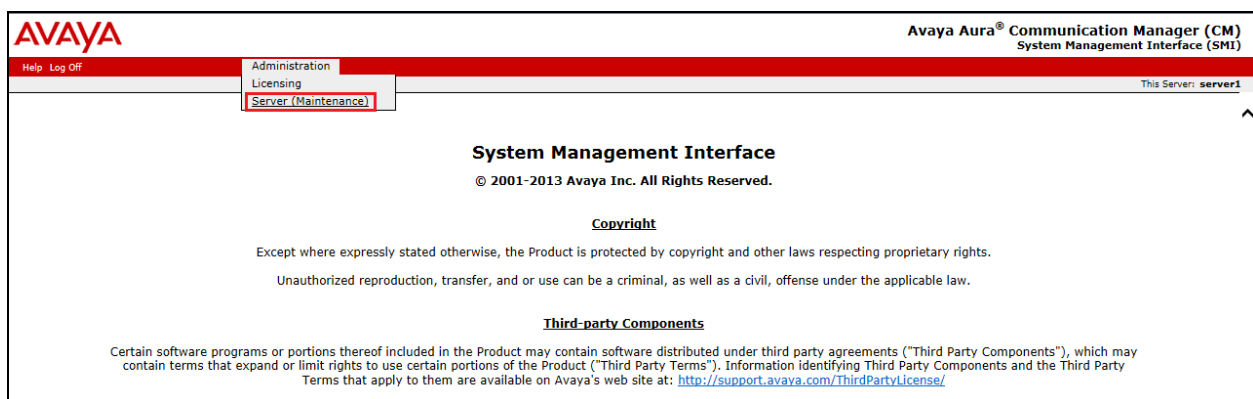 AVAYA
Avaya Aura® Communication Manager (CM)
System Management Interface (SMI)
Help Log Off
Administration
Licensing
Server (Maintenance)
This Server: server1
System Management Interface
© 2001-2013 Avaya Inc. All Rights Reserved.
Copyright
Except where expressly stated otherwise, the Product is protected by copyright and other laws respecting proprietary rights.
Unauthorized reproduction, transfer, and or use can be a criminal, as well as a civil, offense under the applicable law.
Third-party Components
Certain software programs or portions thereof included in the Product may contain software distributed under third party agreements ("Third Party Components"), which may
contain terms that expand or limit rights to use certain portions of the Product ("Third Party Terms"). Information identifying Third Party Components and the Third Party
Terms that apply to them are available on Avaya's web site at: http://support.avaya.com/ThirdPartyLicense/